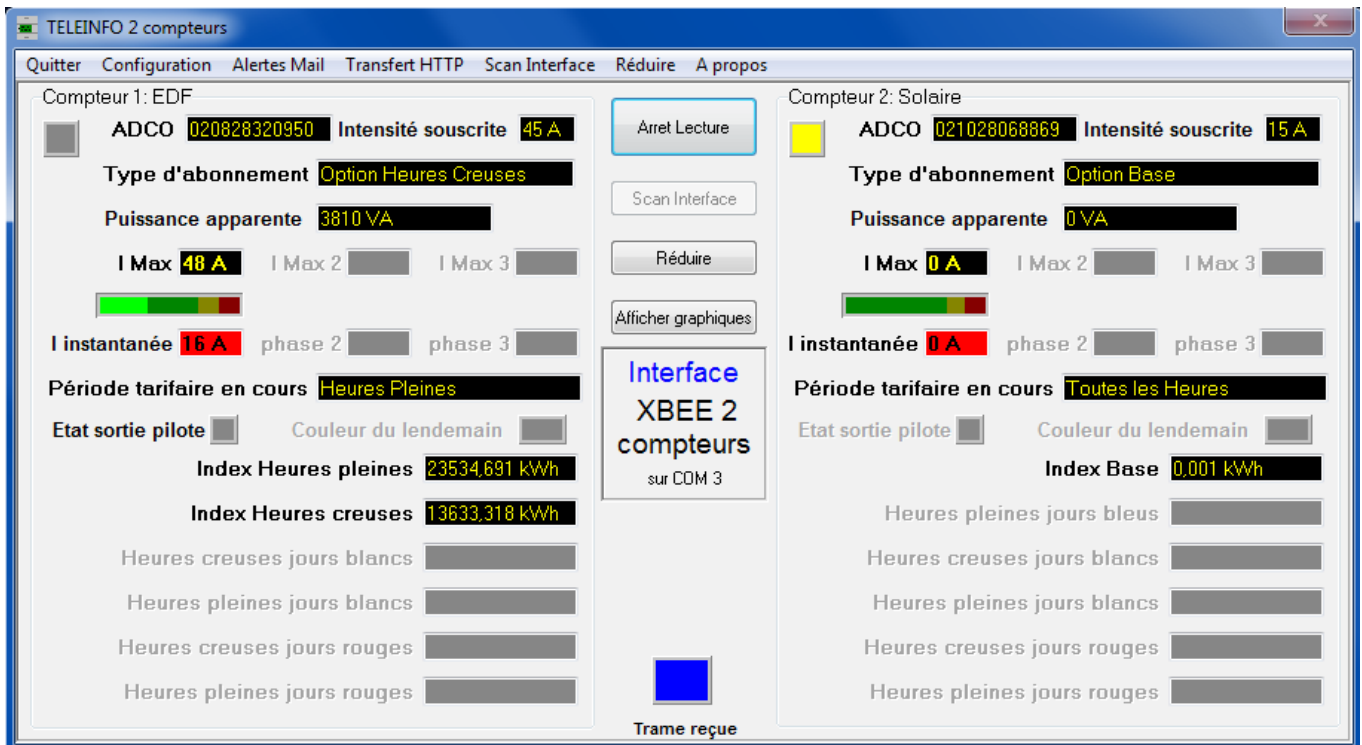 TELEINFO 2 compteurs
x
Quitter Configuration Alertes Mail Transfert HTTP Scan Interface Réduire A propos
Compteur 1: EDF
ADCO 020828320950 Intensité souscrite 45 A
Type d'abonnement Option Heures Creuses
Puissance apparente 3810 VA
I Max 48 A I Max 2 I Max 3
I instantanée 16 A phase 2 phase 3
Période tarifaire en cours Heures Pleines
Etat sortie pilote Couleur du lendemain
Index Heures pleines 23534,691 kWh
Index Heures creuses 13633,318 kWh
Heures creuses jours blancs
Heures pleines jours blancs
Heures creuses jours rouges
Heures pleines jours rouges
Arret Lecture
Scan Interface
Réduire
Afficher graphiques
Interface
XBEE 2
compteurs
sur COM 3
Trame reçue
Compteur 2: Solaire
ADCO 021028068869 Intensité souscrite 15 A
Type d'abonnement Option Base
Puissance apparente 0 VA
I Max 0 A I Max 2 I Max 3
I instantanée 0 A phase 2 phase 3
Période tarifaire en cours Toutes les Heures
Etat sortie pilote Couleur du lendemain
Index Base 0,001 kWh
Heures pleines jours bleus
Heures creuses jours blancs
Heures pleines jours blancs
Heures creuses jours rouges
Heures pleines jours rouges